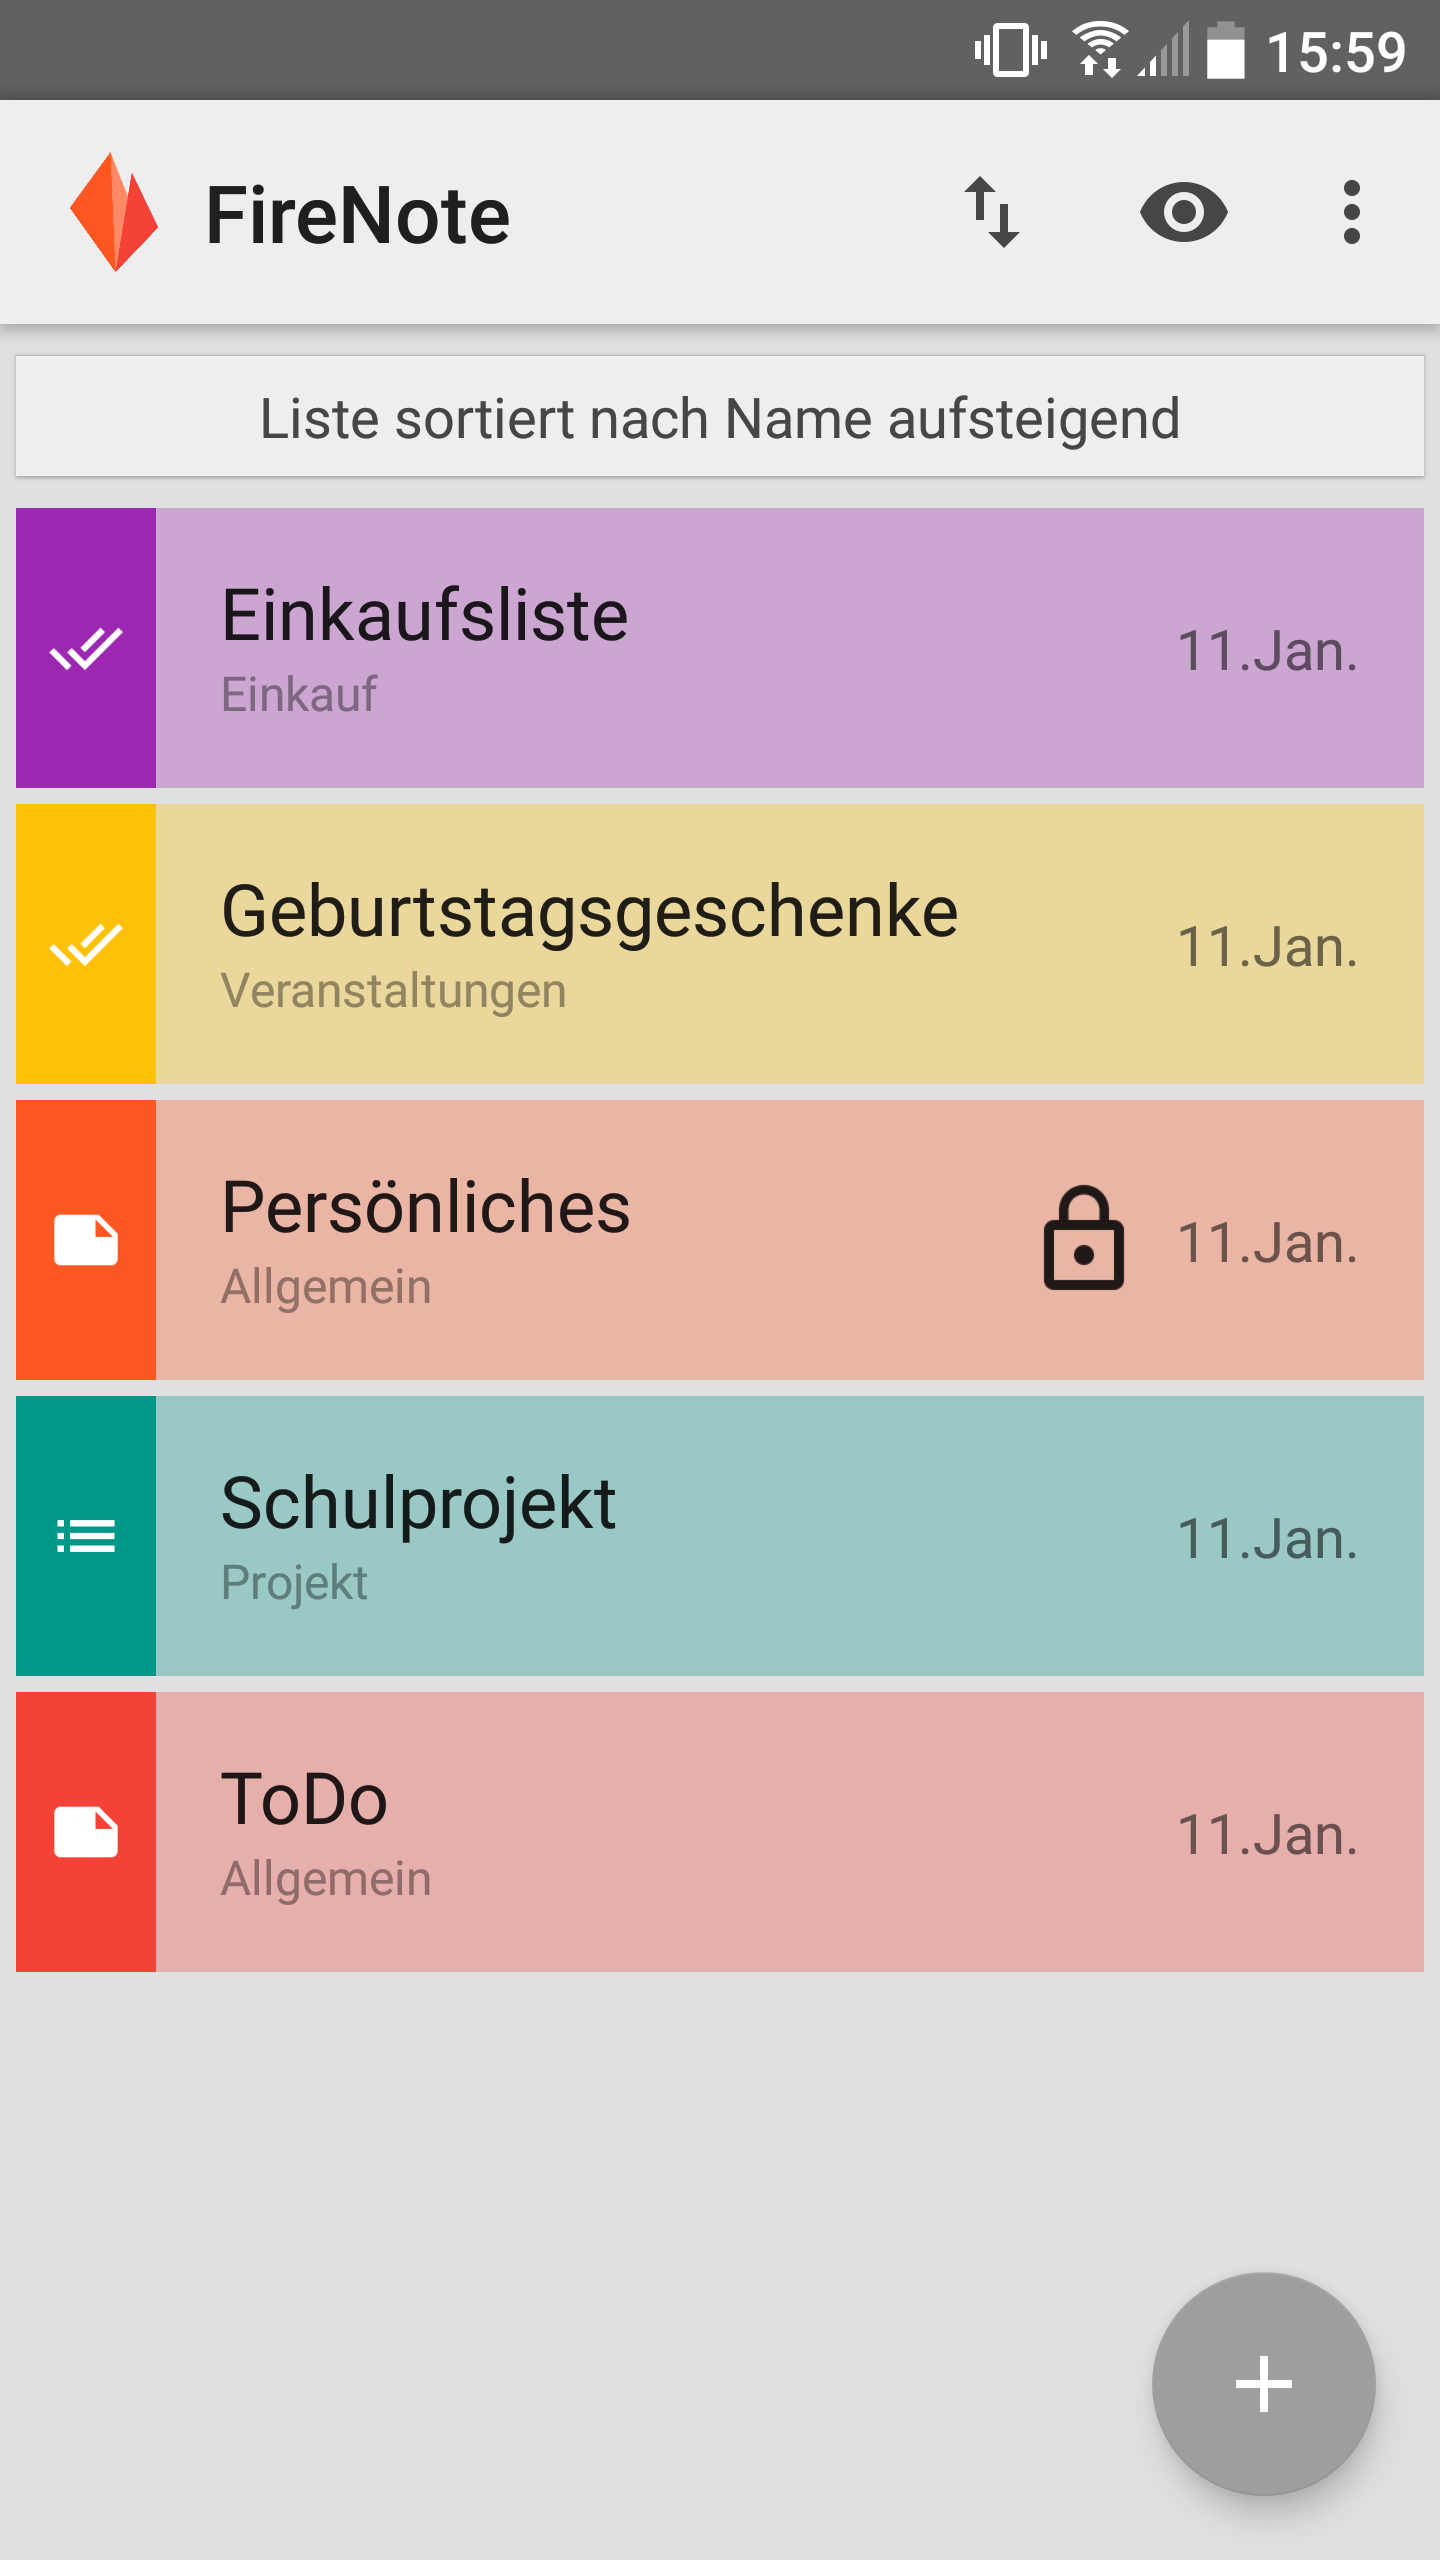 15:59
FireNote
Liste sortiert nach Name aufsteigend
Einkaufsliste
Einkauf
11.Jan.
Geburtstagsgeschenke
Veranstaltungen
11.Jan.
Persönliches
Allgemein
11.Jan.
Schulprojekt
Projekt
11.Jan.
ToDo
Allgemein
11.Jan.